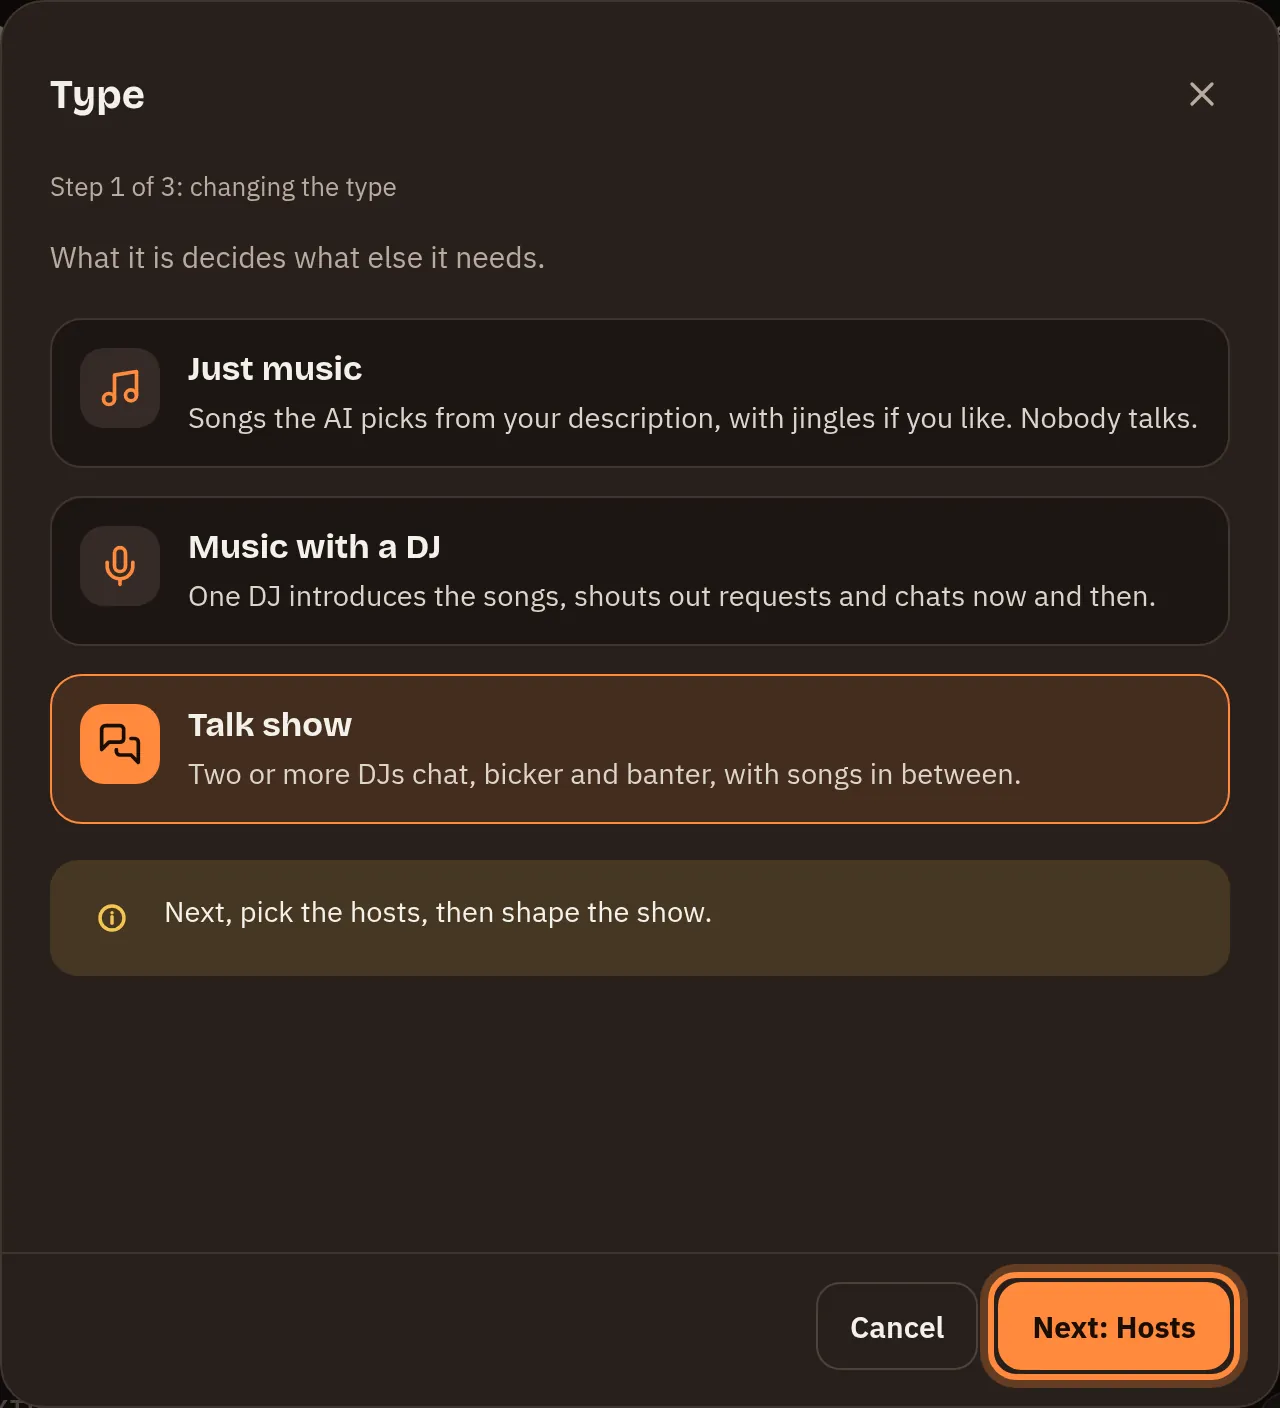 Type
Step 1 of 3: changing the type
What it is decides what else it needs.
Just music
Songs the AI picks from your description, with jingles if you like. Nobody talks.
Music with a DJ
One DJ introduces the songs, shouts out requests and chats now and then.
Talk show
Two or more DJs chat, bicker and banter, with songs in between.
Next, pick the hosts, then shape the show.
Cancel
Next: Hosts